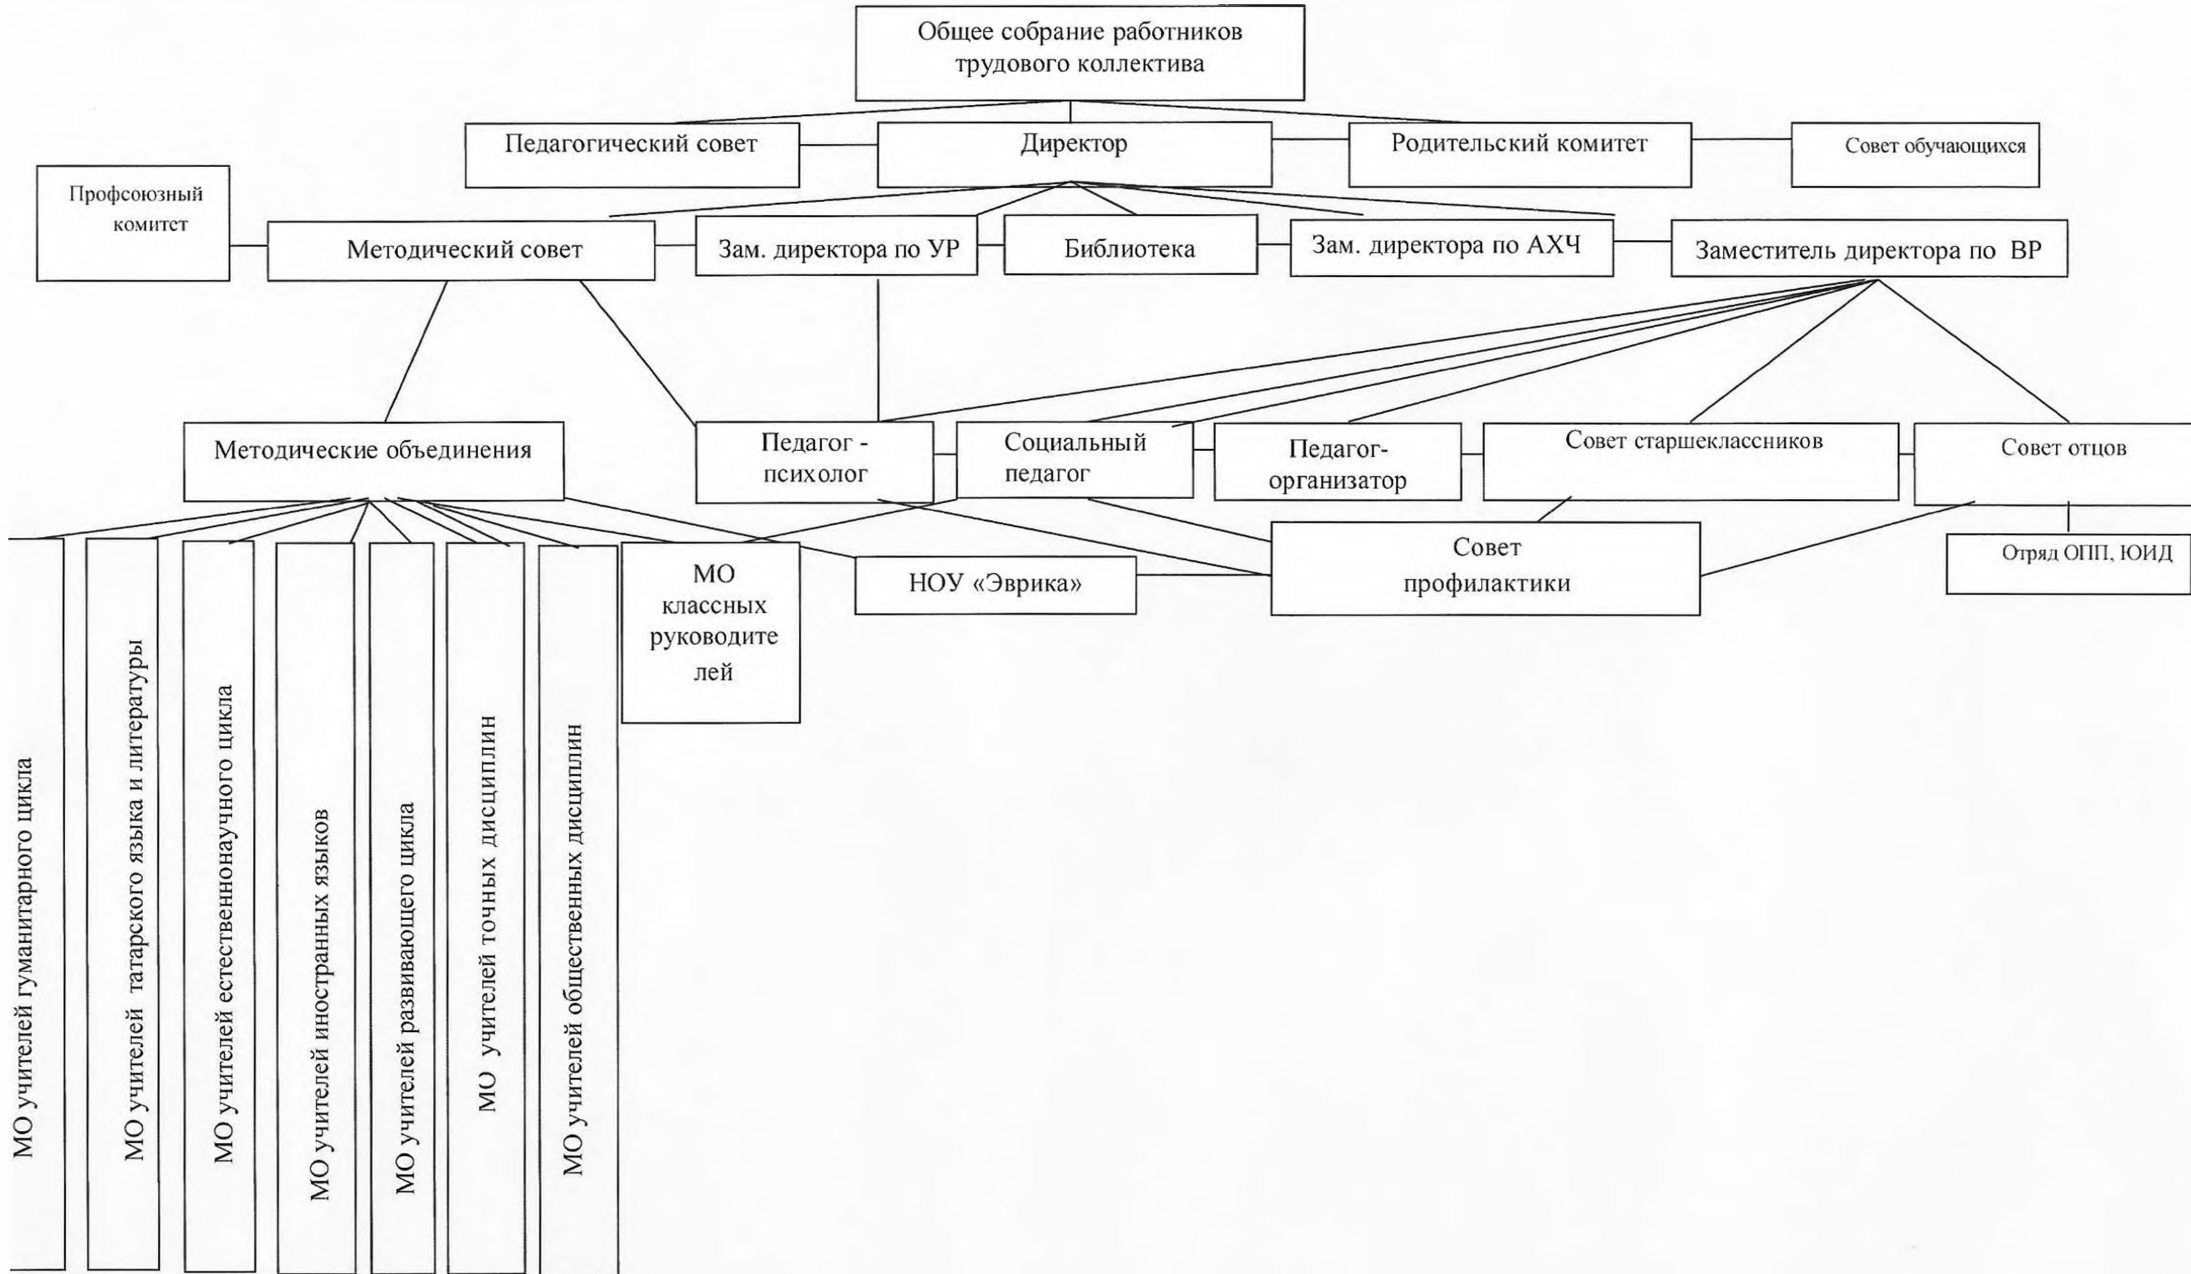 Общее собрание работников
трудового коллектива
Педагогический совет
Директор
Родительский комитет
Совет обучающихся
Профсоюзный
комитет
Методический совет
Зам. директора по УР
Библиотека
Зам. директора по АХЧ
Заместитель директора по ВР
Методические объединения
Педагог -
психолог
Социальный
педагог
Педагог-
организатор
Совет старшеклассников
Совет отцов
МО учителей гуманитарного цикла
МО учителей татарского языка и литературы
МО учителей естественнонаучного цикла
МО учителей иностранных языков
МО учителей развивающего цикла
МО учителей точных дисциплин
МО учителей общественных дисциплин
МО
классных
руководите
лей
НОУ «Эврика»
Совет
профилактики
Отряд ОПП, ЮИД